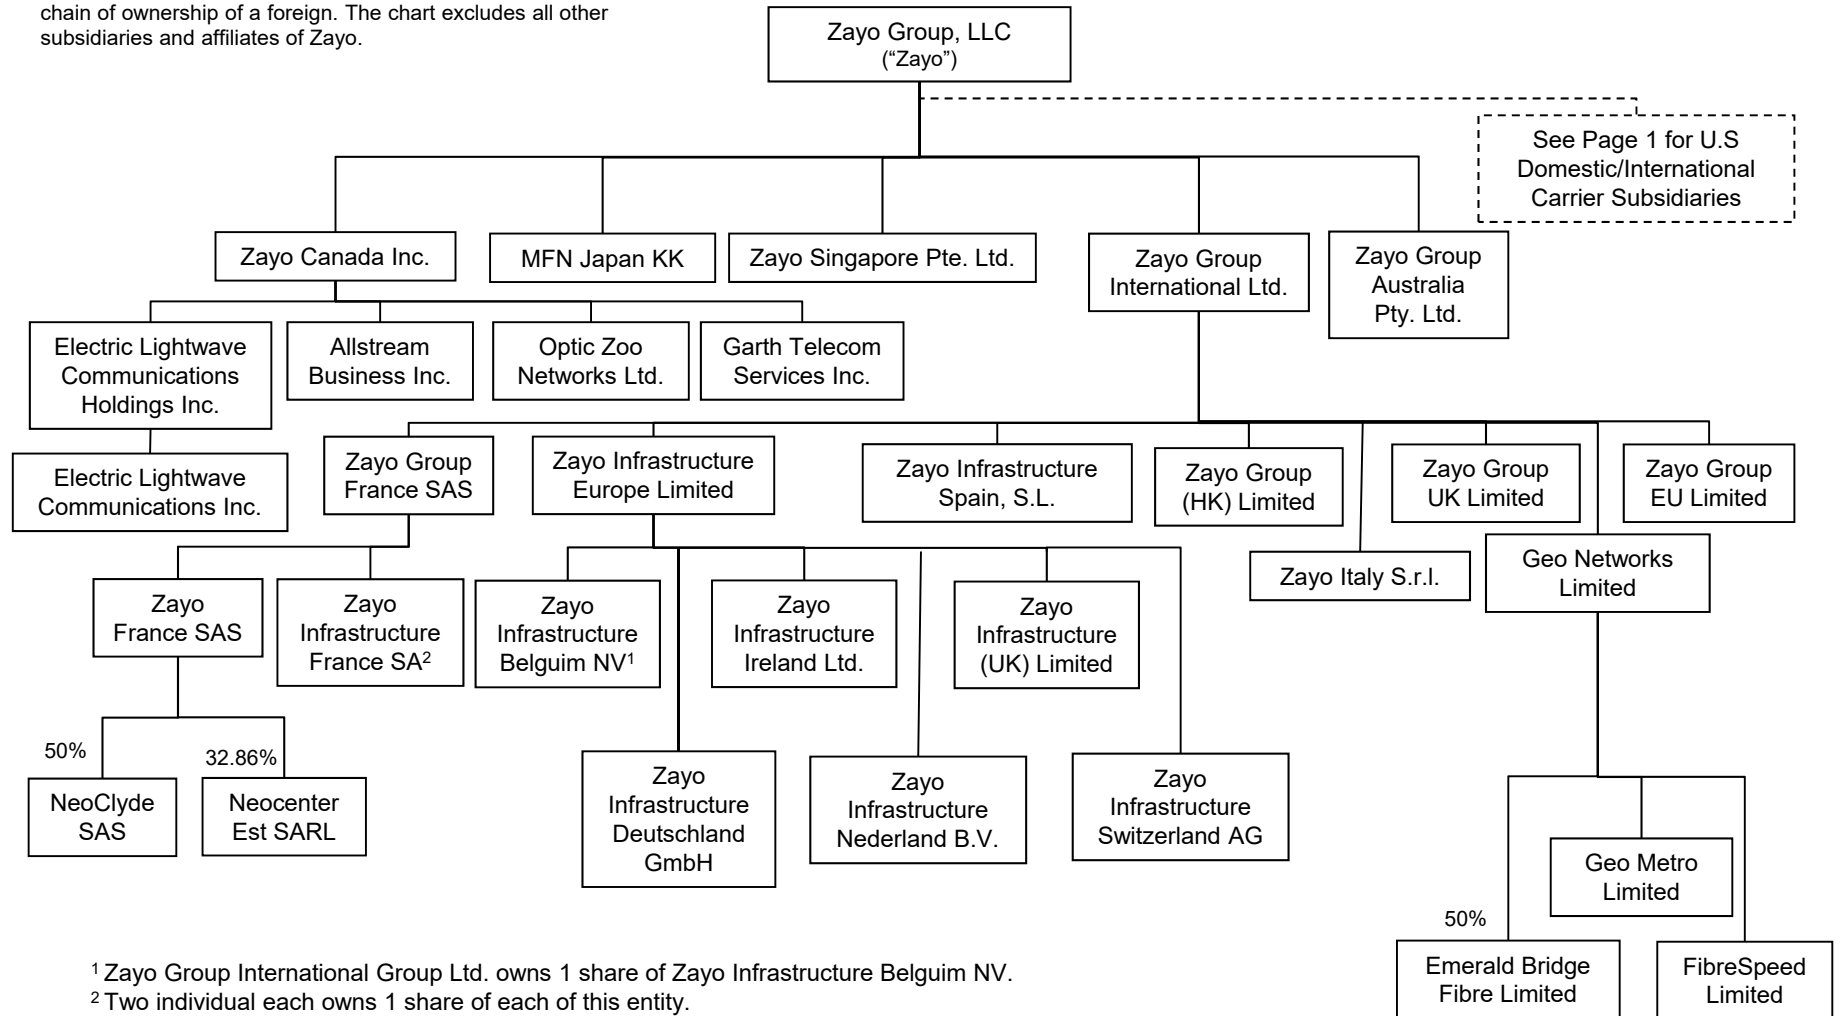 chain of ownership of a foreign. The chart excludes all other
subsidiaries and affiliates of Zayo.
Zayo Group, LLC
(“Zayo”)
See Page 1 for U.S
Domestic/International
Carrier Subsidiaries
Zayo Canada Inc.
MFN Japan KK
Zayo Singapore Pte. Ltd.
Zayo Group
International Ltd.
Zayo Group
Australia
Pty. Ltd.
Electric Lightwave
Communications
Holdings Inc.
Allstream
Business Inc.
Optic Zoo
Networks Ltd.
Garth Telecom
Services Inc.
Electric Lightwave
Communications Inc.
Zayo Group
France SAS
Zayo Infrastructure
Europe Limited
Zayo Infrastructure
Spain, S.L.
Zayo Group
(HK) Limited
Zayo Group
UK Limited
Zayo Group
EU Limited
Zayo Italy S.r.l.
Geo Networks
Limited
Zayo
France SAS
Zayo
Infrastructure
France SA²
Zayo
Infrastructure
Belguim NV¹
Zayo
Infrastructure
Ireland Ltd.
Zayo
Infrastructure
(UK) Limited
50%
32.86%
NeoClyde
SAS
Neocenter
Est SARL
Zayo
Infrastructure
Deutschland
GmbH
Zayo
Infrastructure
Nederland B.V.
Zayo
Infrastructure
Switzerland AG
Geo Metro
Limited
50%
Emerald Bridge
Fibre Limited
FibreSpeed
Limited
¹ Zayo Group International Group Ltd. owns 1 share of Zayo Infrastructure Belguim NV.
² Two individual each owns 1 share of each of this entity.